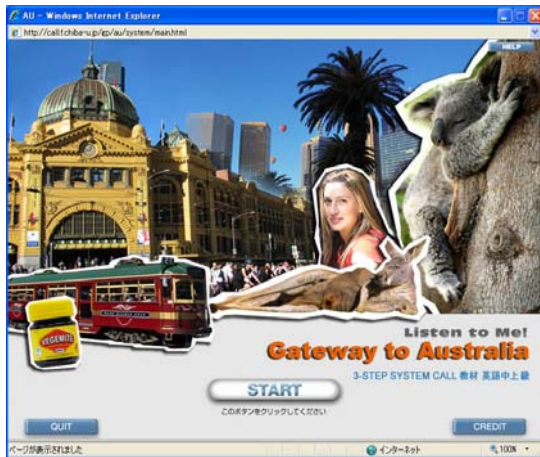 AU - Windows Internet Explorer
http://call.f.chiba-u.jp/gp/au/system/main.html
HELP
VEGEMITE
Listen to Me!
Gateway to Australia
3-STEP SYSTEM CALL 教材 英語中上級
START
このボタンをクリックしてください
QUIT
CREDIT
ページが表示されました
インターネット
100%